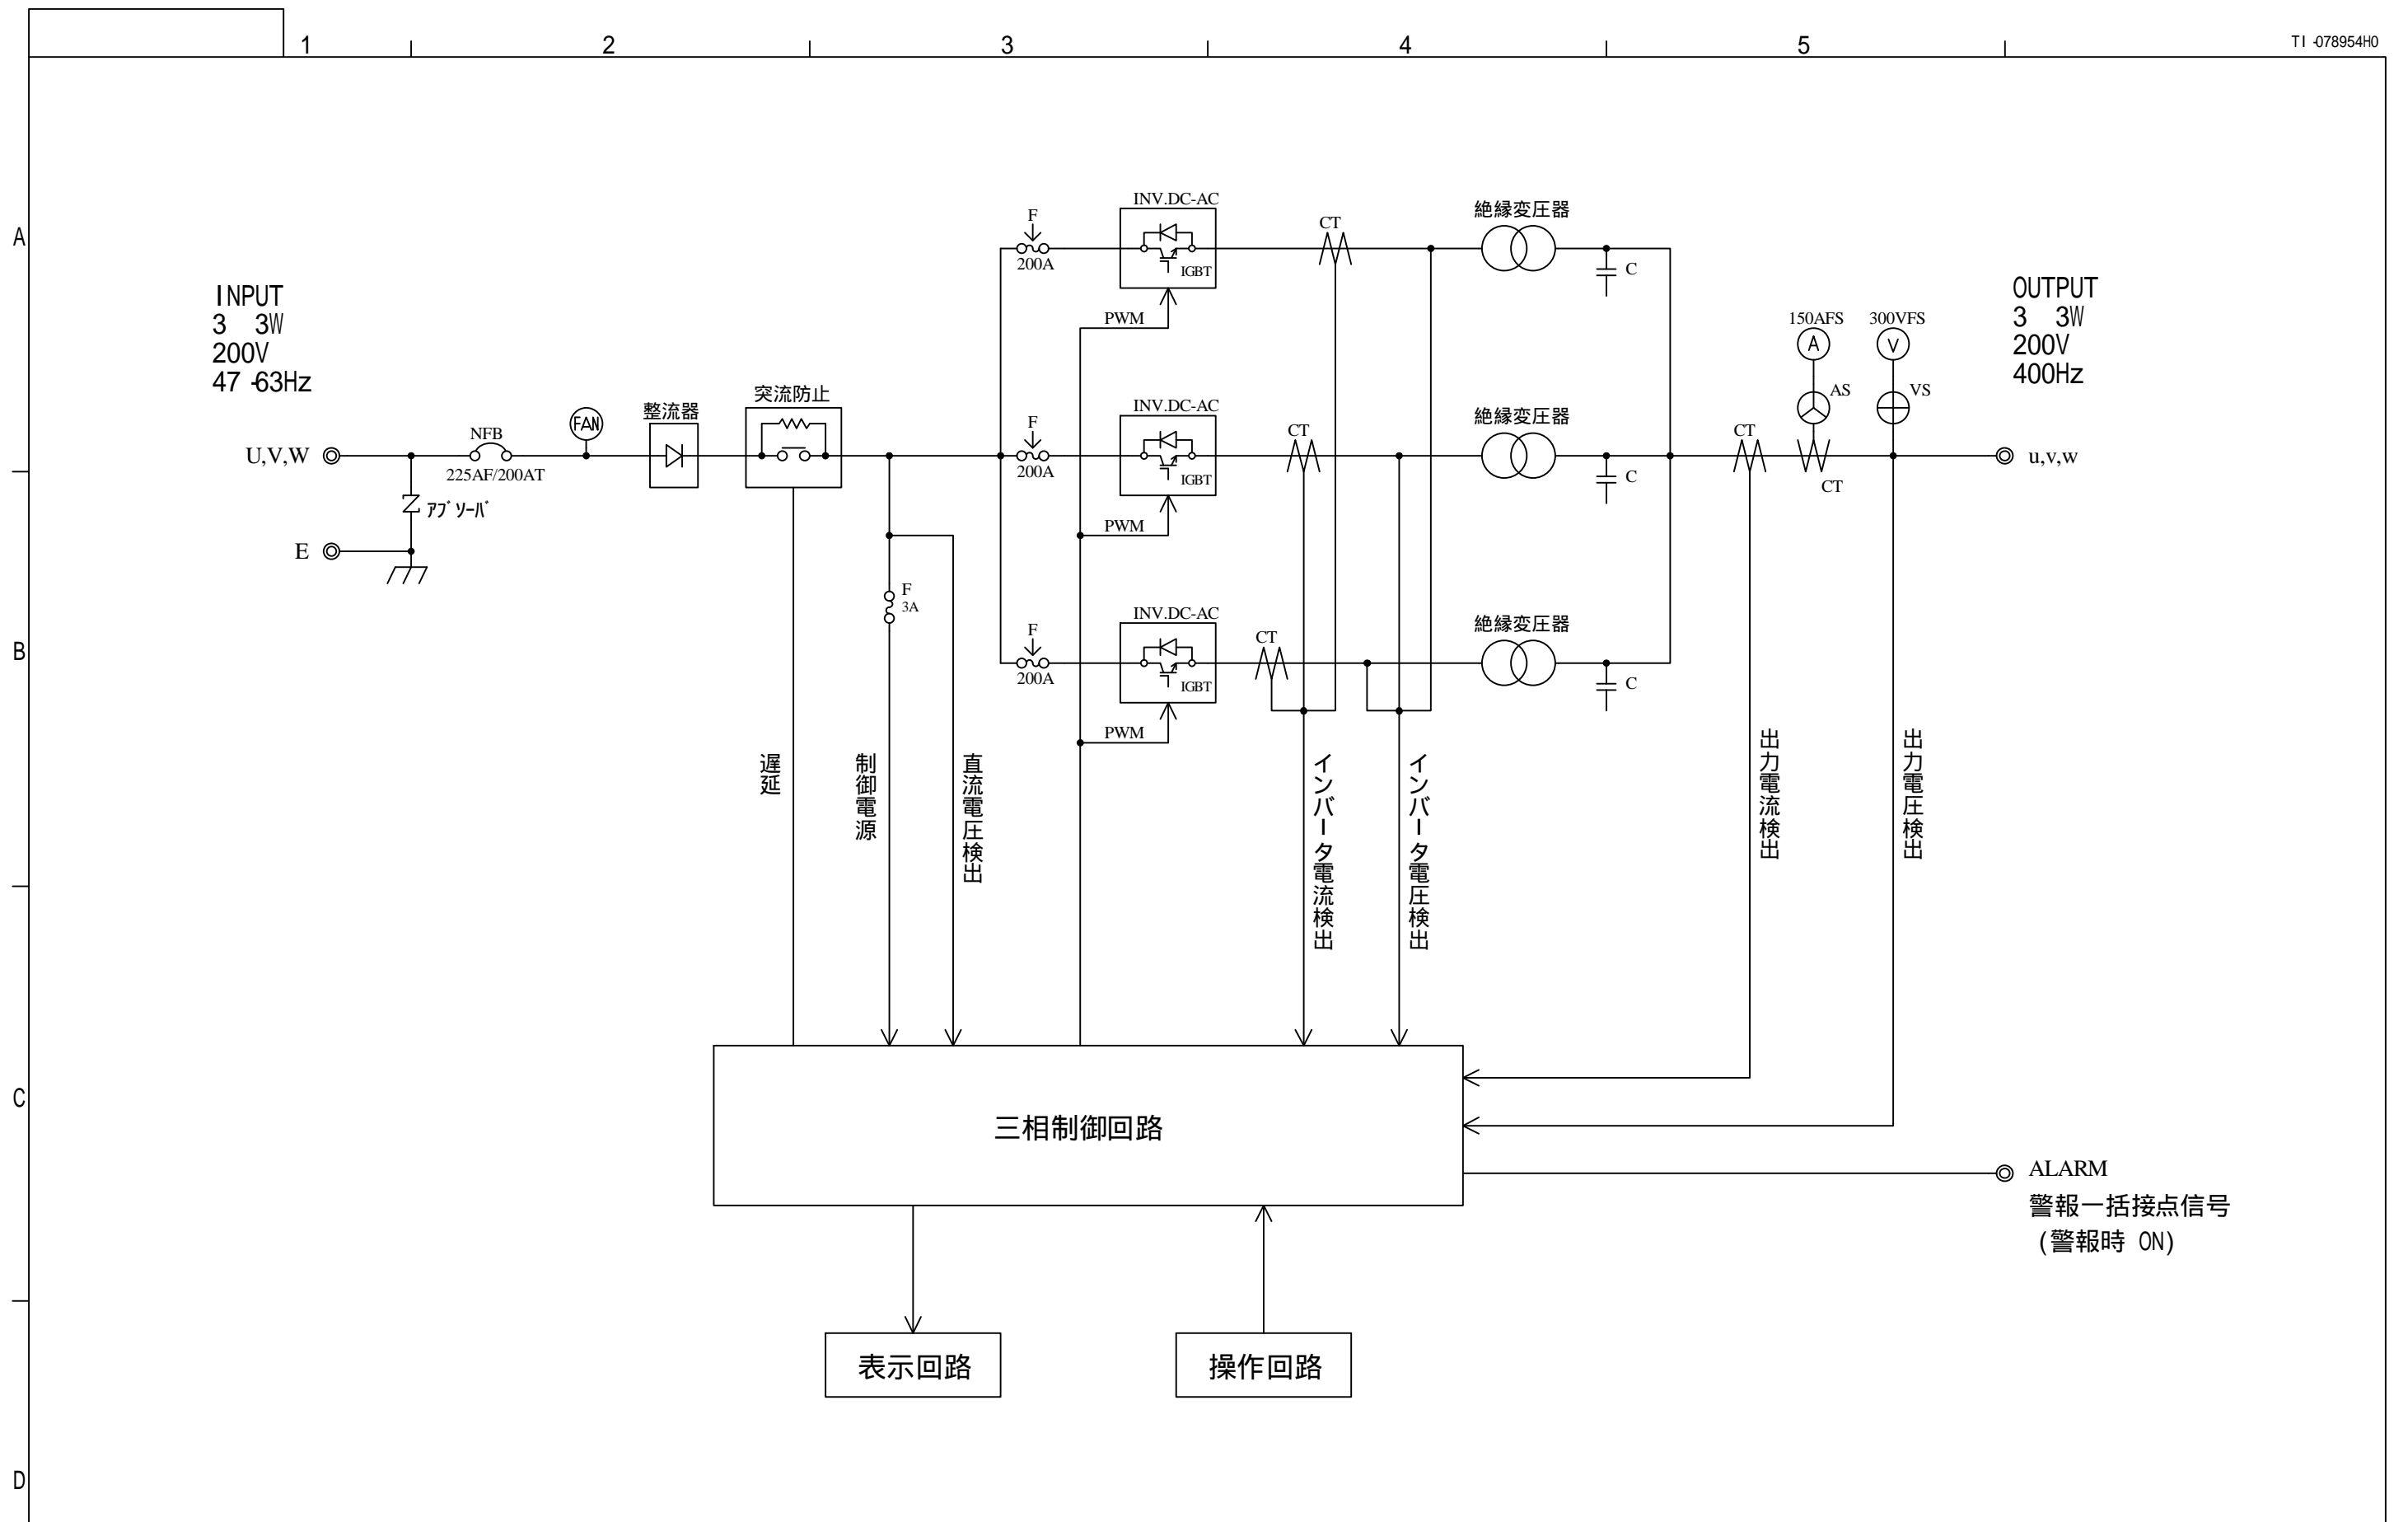 1
2
3
4
5
TI-078954H0
A
B
C
D
INPUT
3 3W
200V
47-63Hz
U,V,W
E
アブソーバ
NFB
225AF/200AT
FAN
整流器
突流防止
F
200A
INV.DC-AC
IGBT
PWM
CT
絶縁変圧器
C
F
200A
INV.DC-AC
IGBT
PWM
CT
絶縁変圧器
C
F
200A
INV.DC-AC
IGBT
PWM
CT
絶縁変圧器
C
F
3A
150AFS
A
AS
300VFS
V
VS
CT
CT
OUTPUT
3 3W
200V
400Hz
u,v,w
遅延
制御電源
直流電圧検出
インバータ電流検出
インバータ電圧検出
出力電流検出
出力電圧検出
三相制御回路
ALARM
警報一括接点信号
(警報時 ON)
表示回路
操作回路